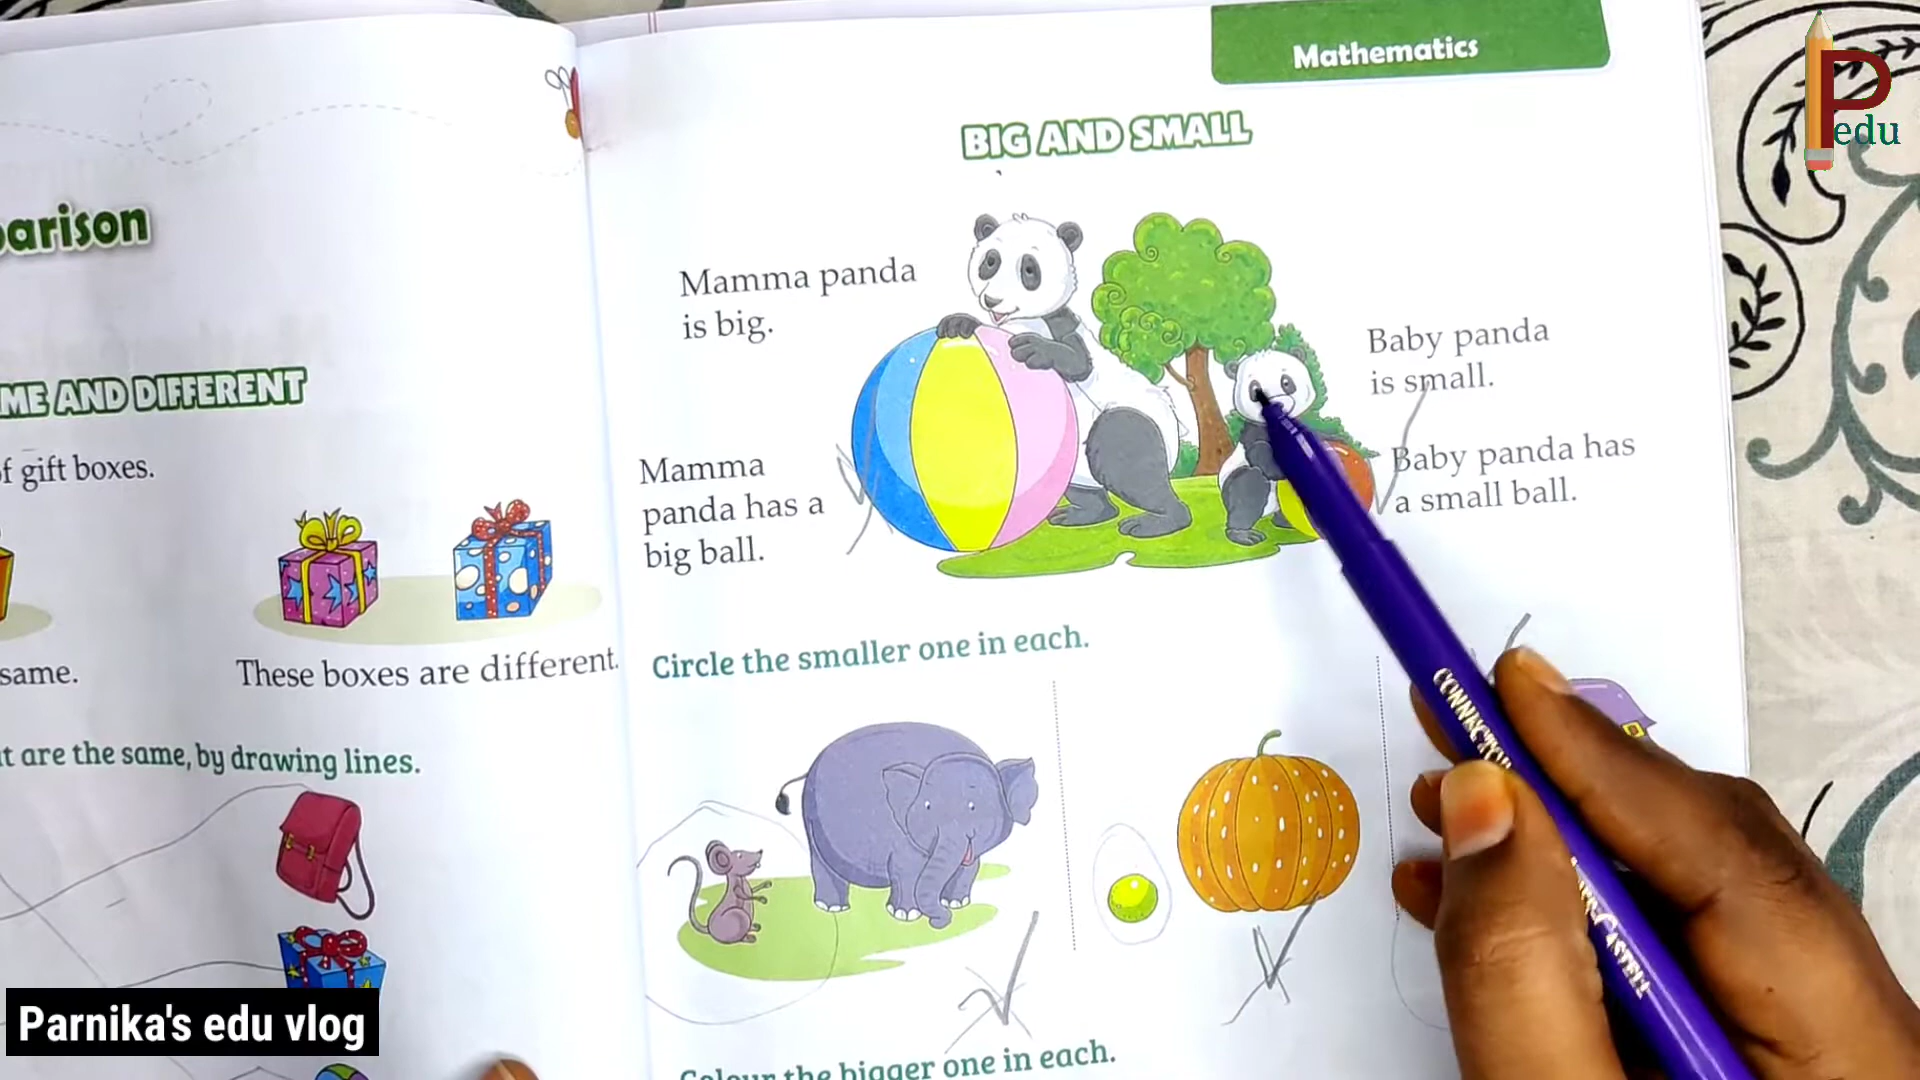 parison
ME AND DIFFERENT
f gift boxes.
same.
These boxes are different.
t are the same, by drawing lines.
Mathematics
BIG AND SMALL
Mamma panda
is big.
Baby panda
is small.
Mamma
panda has a
big ball.
Baby panda has
a small ball.
Circle the smaller one in each.
Colour the bigger one in each.
CONNECTOR
P
edu
Parnika's edu vlog